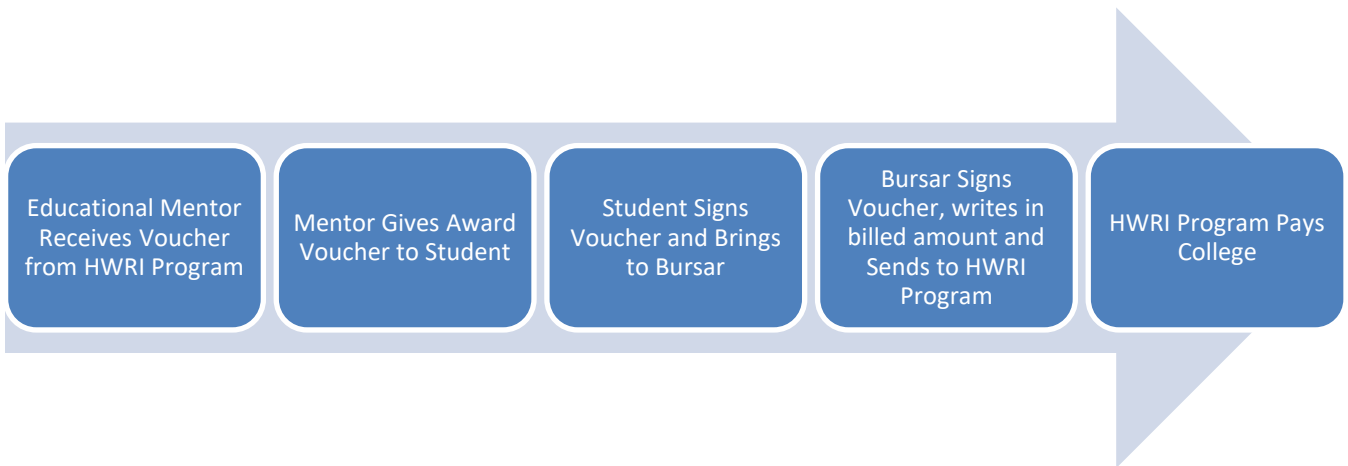 Educational Mentor
Receives Voucher
from HWRI Program
Mentor Gives Award
Voucher to Student
Student Signs
Voucher and Brings
to Bursar
Bursar Signs
Voucher, writes in
billed amount and
Sends to HWRI
Program
HWRI Program Pays
College